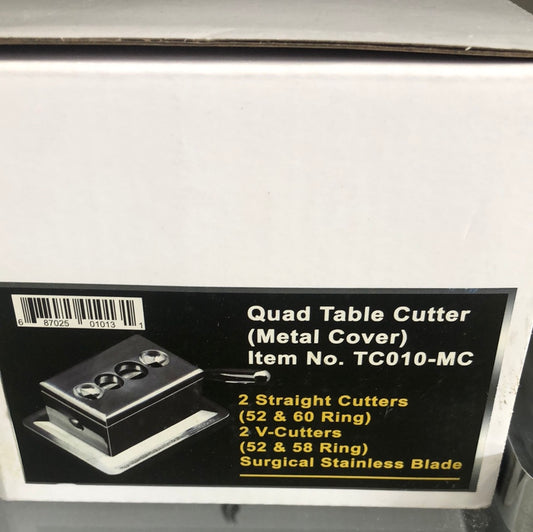 Quad Table Cutter
(Metal Cover)
Item No. TC010-MC
2 Straight Cutters
(52 & 60 Ring)
2 V-Cutters
(52 & 58 Ring)
Surgical Stainless Blade
6 87025 01013 1